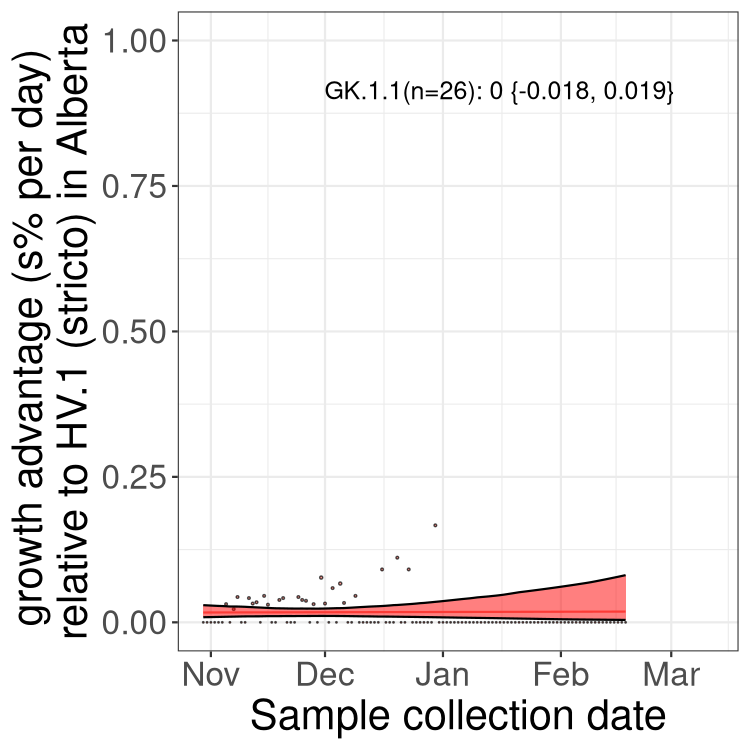 growth advantage (s% per day)
relative to HV.1 (stricto) in Alberta
1.00
0.75
0.50
0.25
0.00
GK.1.1(n=26): 0 {-0.018, 0.019}
Nov Dec Jan Feb Mar
Sample collection date